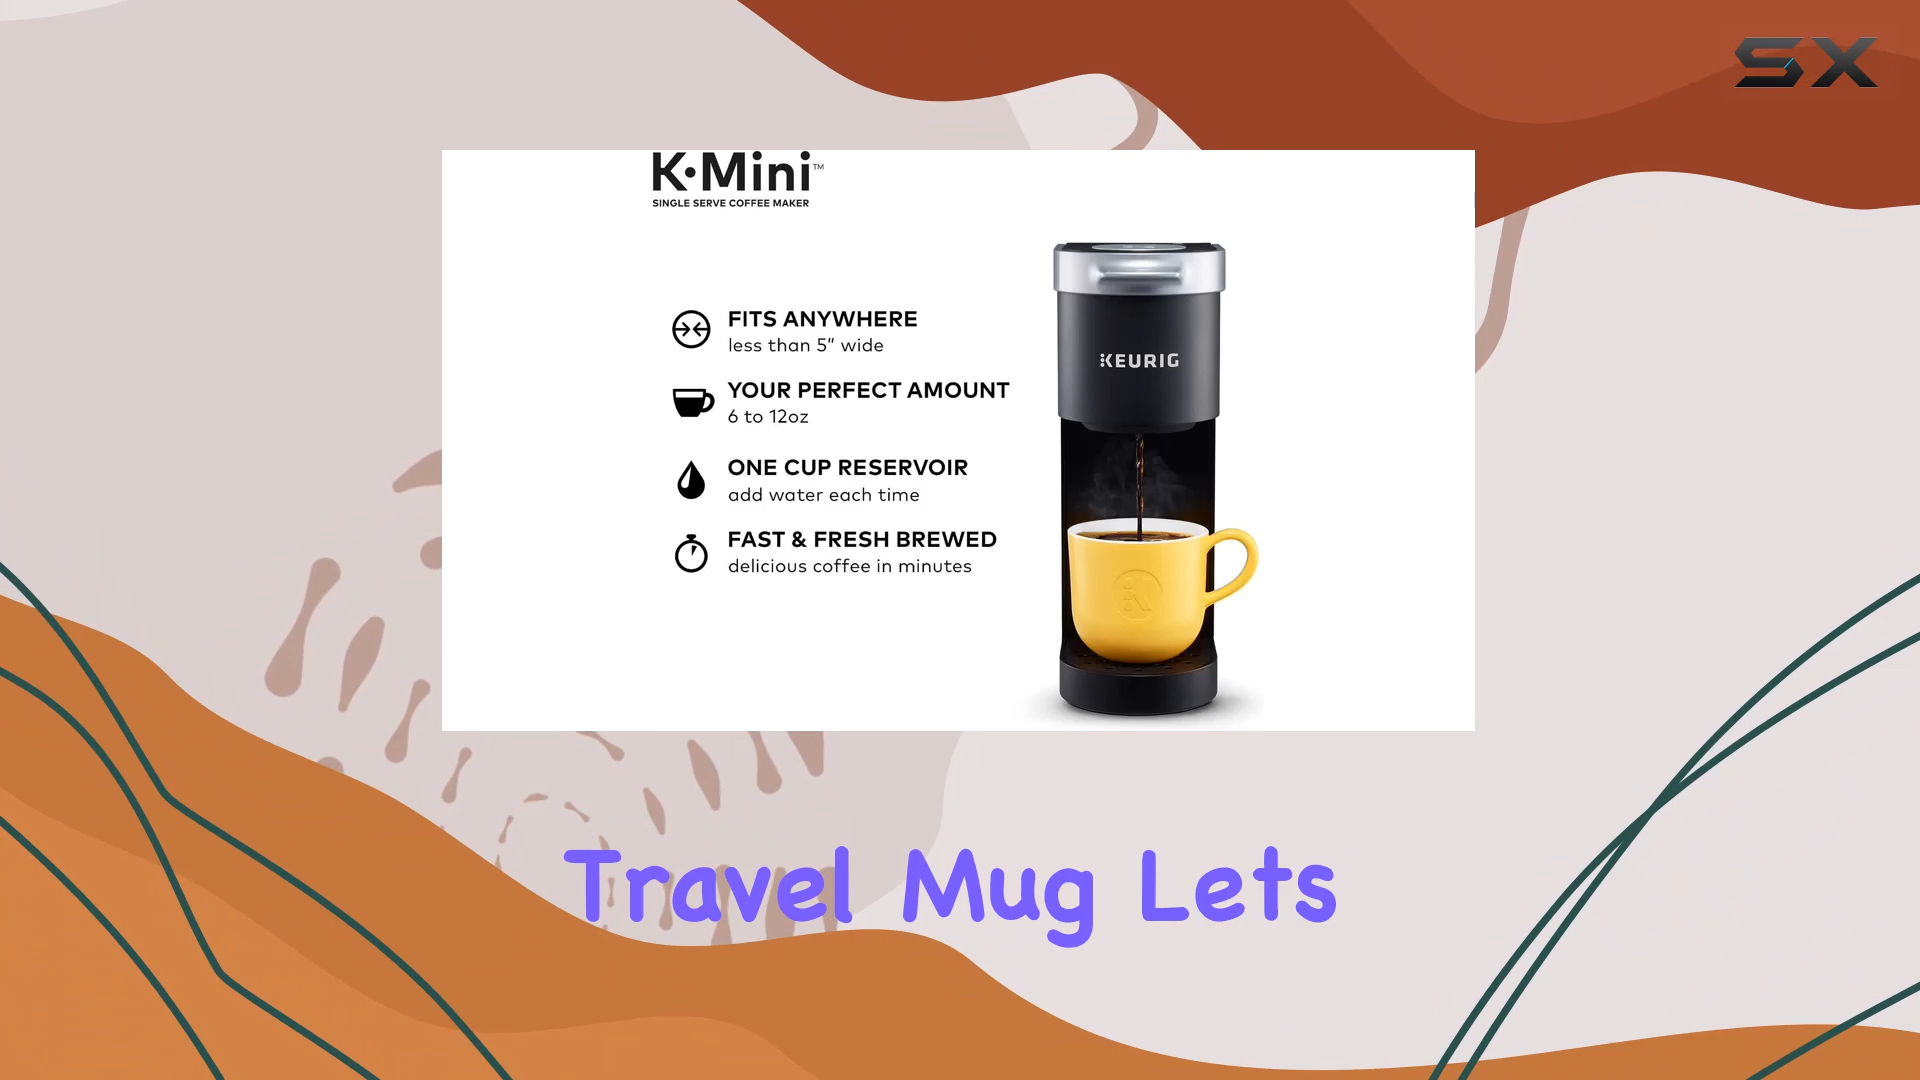 SX
K·Mini™
SINGLE SERVE COFFEE MAKER
FITS ANYWHERE
less than 5″ wide
YOUR PERFECT AMOUNT
6 to 12oz
ONE CUP RESERVOIR
add water each time
FAST & FRESH BREWED
delicious coffee in minutes
KEURIG
Travel Mug Lets